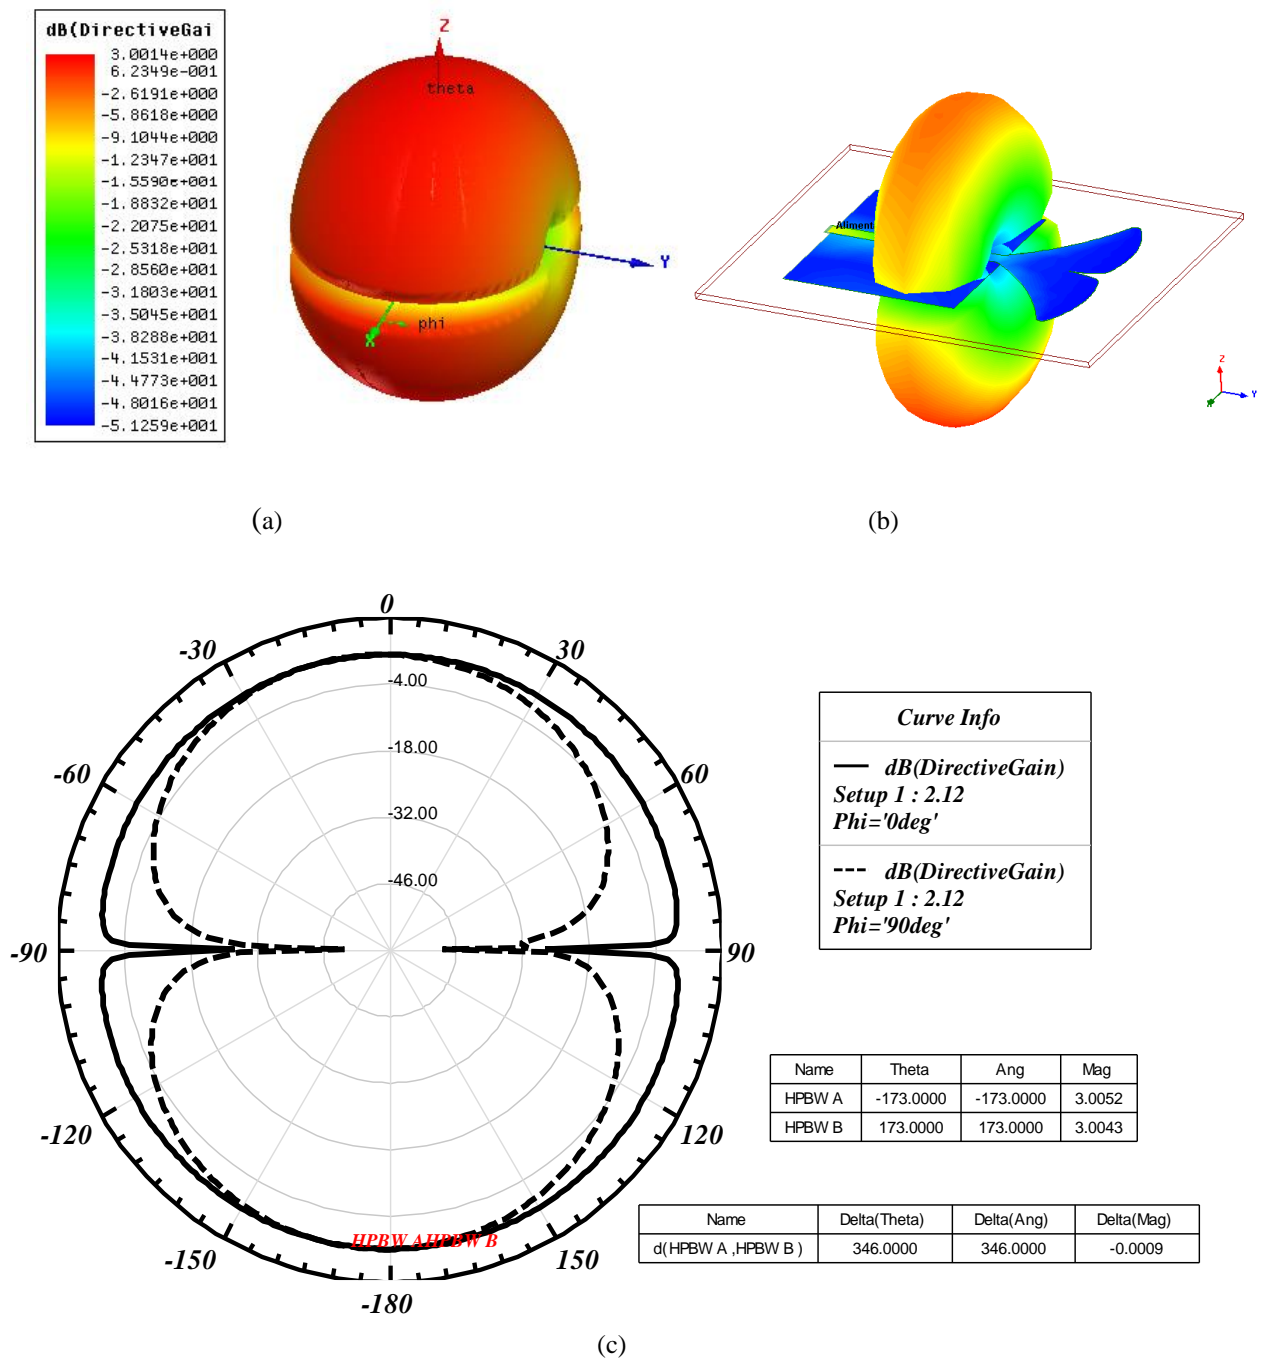 dB(DirectiveGai
3.0014e+000
6.2349e-001
-2.6191e+000
-5.8618e+000
-9.1044e+000
-1.2347e+001
-1.5590e+001
-1.8832e+001
-2.2075e+001
-2.5318e+001
-2.8560e+001
-3.1803e+001
-3.5045e+001
-3.8288e+001
-4.1531e+001
-4.4773e+001
-4.8016e+001
-5.1259e+001
Z
theta
Y
phi
X
Aliment
Z
Y
X
(a)
(b)
0
-30
30
-4.00
-18.00
-60
60
-32.00
-46.00
-90
90
-120
120
HPBW A HPBW B
-150
150
-180
Curve Info
dB(DirectiveGain)
Setup 1 : 2.12
Phi='0deg'
dB(DirectiveGain)
Setup 1 : 2.12
Phi='90deg'
Name Theta Ang Mag
HPBW A -173.0000 -173.0000 3.0052
HPBW B 173.0000 173.0000 3.0043
Name Delta(Theta) Delta(Ang) Delta(Mag)
d(HPBW A ,HPBW B ) 346.0000 346.0000 -0.0009
(c)